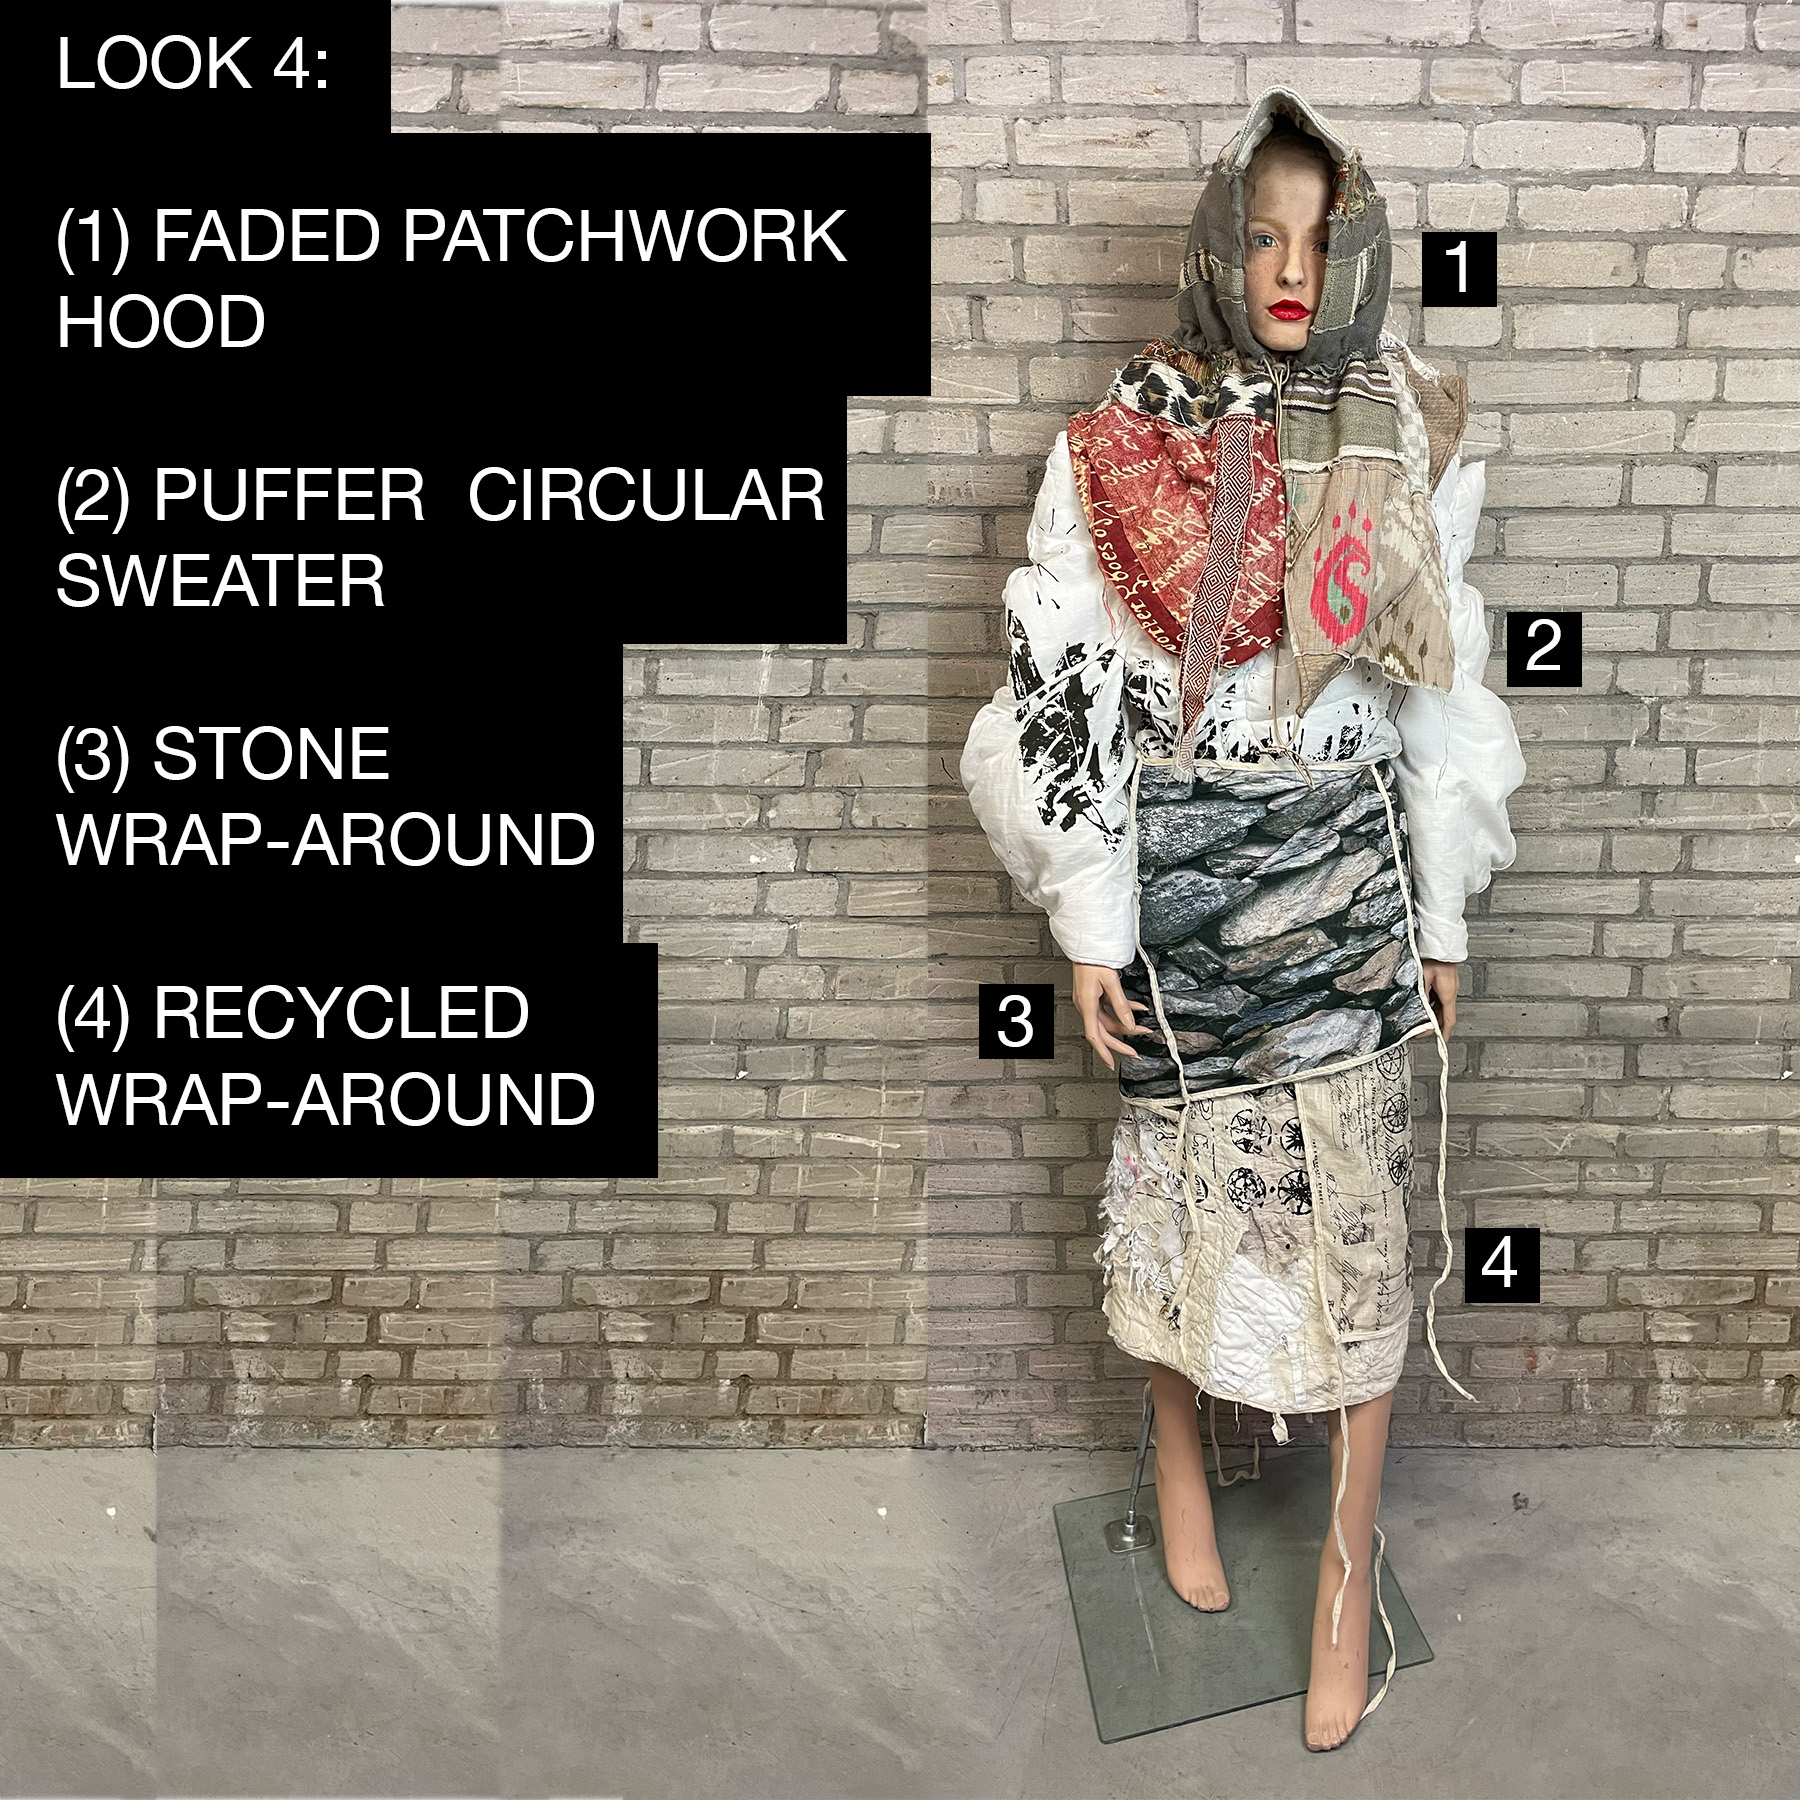 LOOK 4:
(1) FADED PATCHWORK
HOOD
(2) PUFFER  CIRCULAR
SWEATER
(3) STONE
WRAP-AROUND
(4) RECYCLED
WRAP-AROUND
1
2
3
4